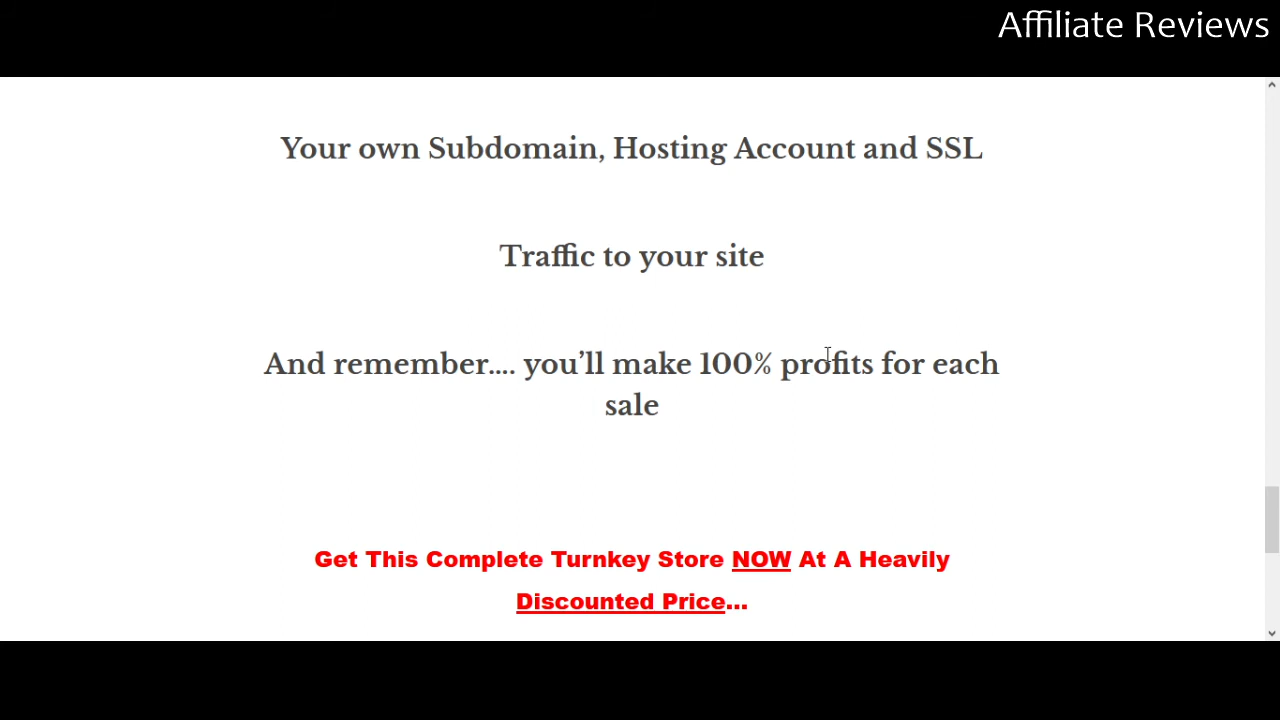 Affiliate Reviews
Your own Subdomain, Hosting Account and SSL
Traffic to your site
And remember.... you’ll make 100% profits for each
sale
Get This Complete Turnkey Store NOW At A Heavily
Discounted Price...